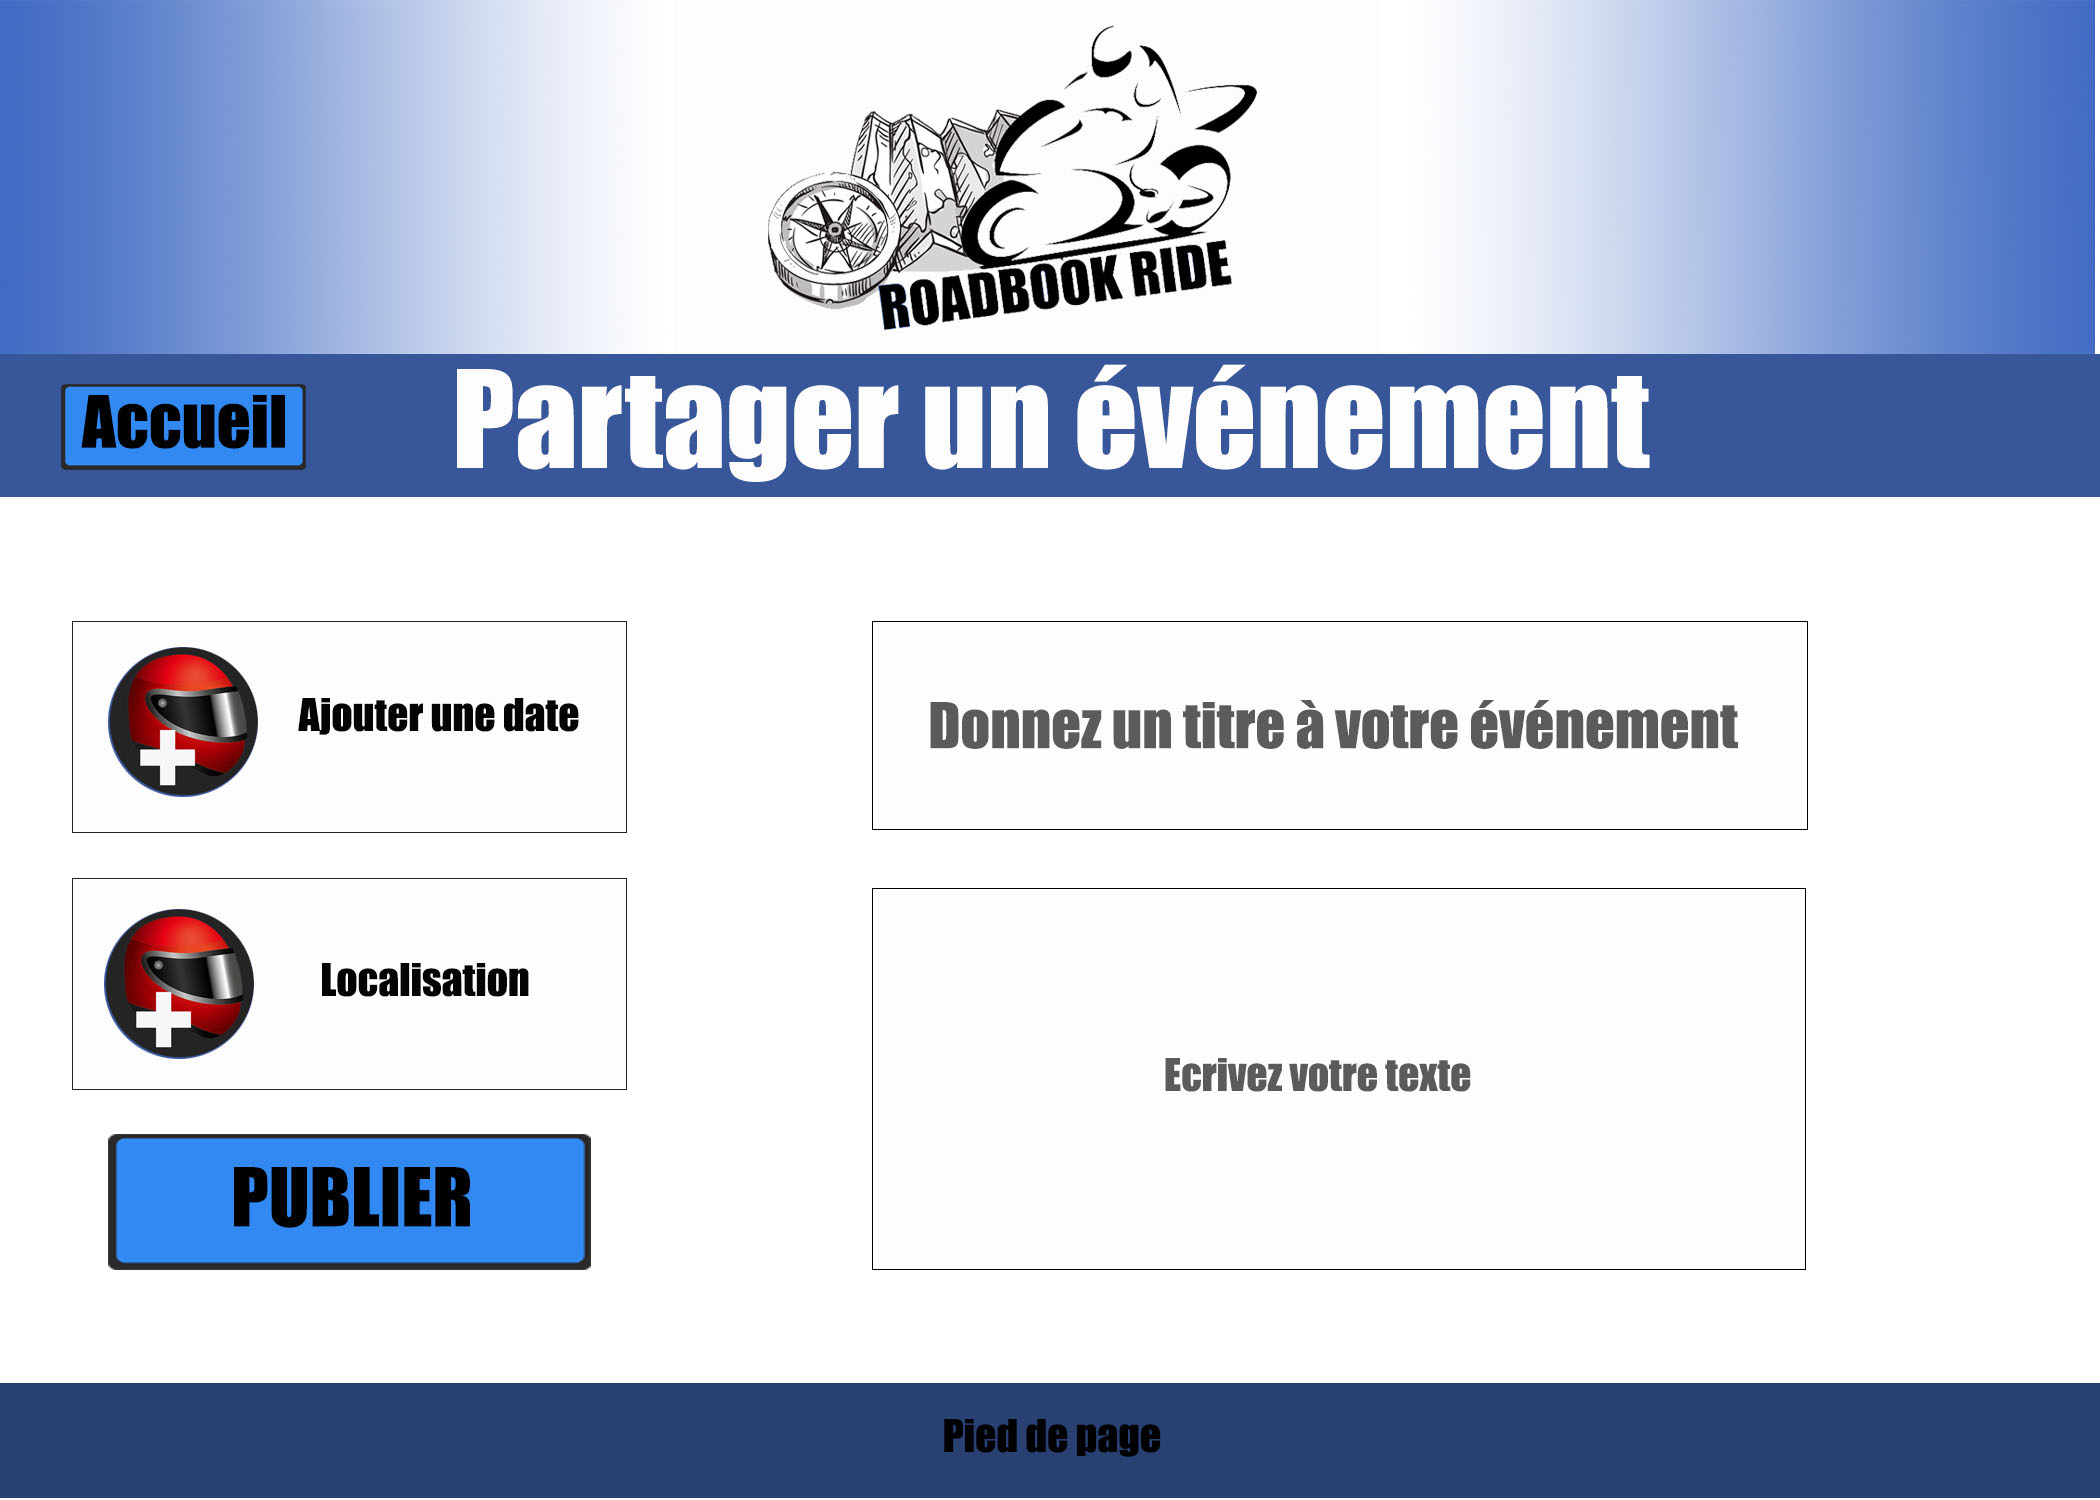 ROADBOOK RIDE
Accueil
Partager un événement
Ajouter une date
Donnez un titre à votre événement
Localisation
Ecrivez votre texte
PUBLIER
Pied de page